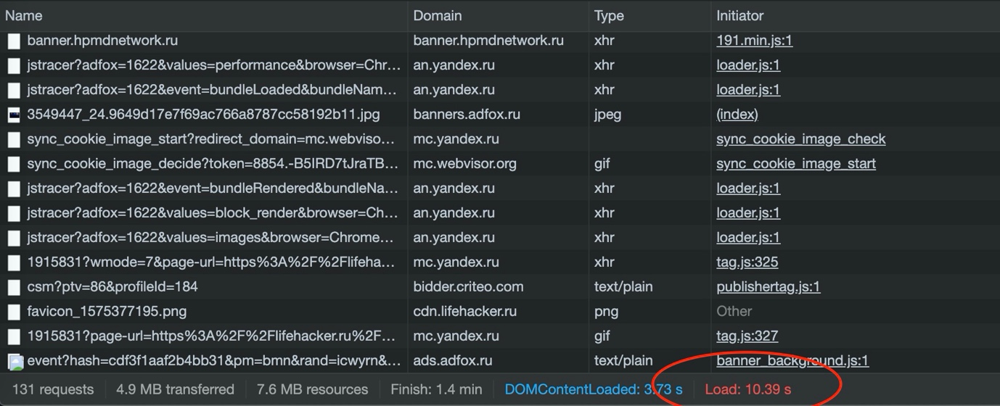 Name Domain Type Initiator
banner.hpmdnetwork.ru banner.hpmdnetwork.ru xhr 191.min.js:1
jstracer?adfox=1622&values=performance&browser=Chr... an.yandex.ru xhr loader.js:1
jstracer?adfox=1622&event=bundleLoaded&bundleNam... an.yandex.ru xhr loader.js:1
3549447_24.9649d17e7f69ac766a8787cc58192b11.jpg banners.adfox.ru jpeg (index)
sync_cookie_image_start?redirect_domain=mc.webviso... mc.yandex.ru sync_cookie_image_check
sync_cookie_image_decide?token=8854.-B5IRD7tJraTB... mc.webvisor.org gif sync_cookie_image_start
jstracer?adfox=1622&event=bundleRendered&bundleNa... an.yandex.ru xhr loader.js:1
jstracer?adfox=1622&values=block_render&browser=Ch... an.yandex.ru xhr loader.js:1
jstracer?adfox=1622&values=images&browser=Chrome... an.yandex.ru xhr loader.js:1
1915831?wmode=7&page-url=https%3A%2F%2Flifeha... mc.yandex.ru xhr tag.js:325
csm?ptv=86&profileId=184 bidder.criteo.com text/plain publishertag.js:1
favicon_1575377195.png cdn.lifehacker.ru png Other
1915831?page-url=https%3A%2F%2Flifehacker.ru%2F... mc.yandex.ru gif tag.js:327
event?hash=cdf3f1aaf2b4bb31&pm=bmn&rand=icwyrn&... ads.adfox.ru text/plain banner_background.js:1
131 requests 4.9 MB transferred 7.6 MB resources Finish: 1.4 min DOMContentLoaded: 3.73 s Load: 10.39 s